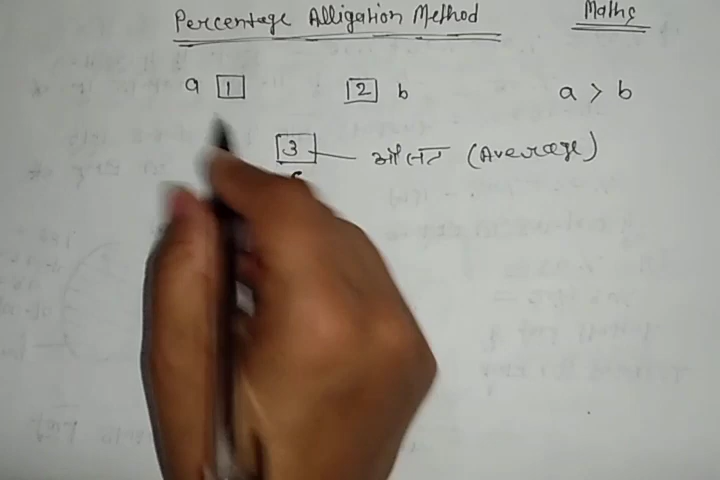 Percentage Alligation Method
Maths
a 1 2 b a > b
3 औसत (Average)
c